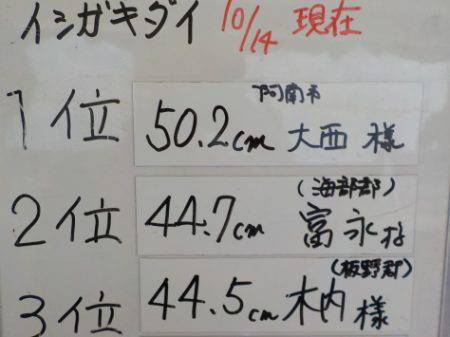 イシガキダイ 10/14 現在
阿南市
1位 50.2cm 大西 様
(海部郡)
2位 44.7cm 富永 様
(板野郡)
3位 44.5cm 木内 様